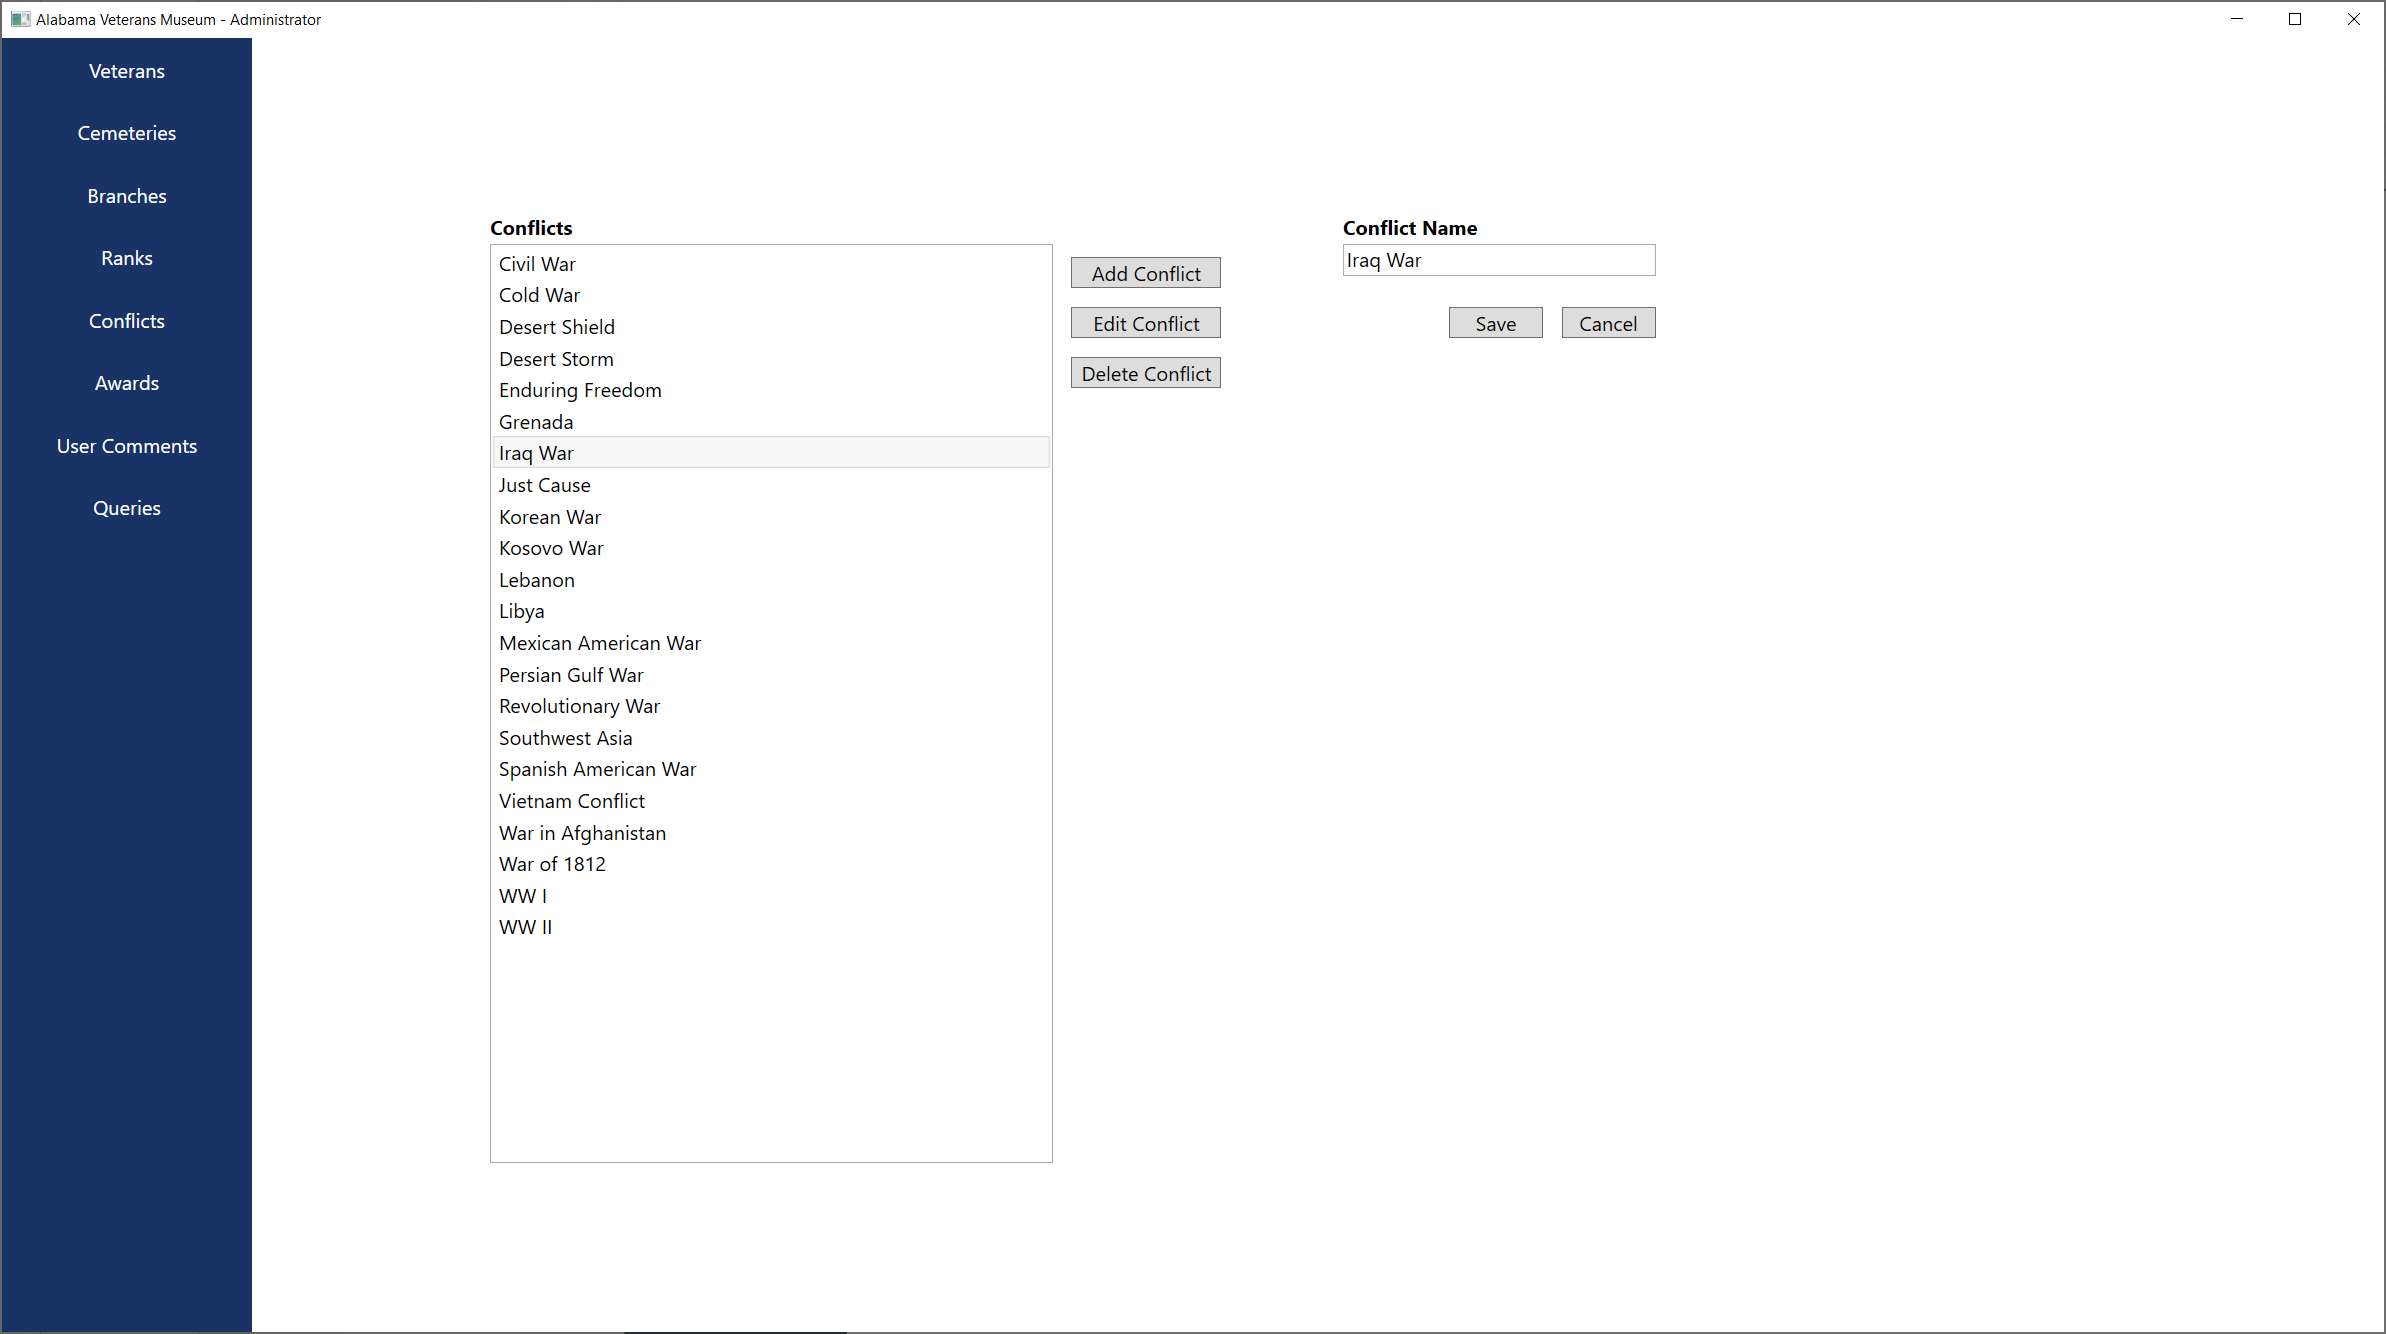 Alabama Veterans Museum - Administrator
Veterans
Cemeteries
Branches
Ranks
Conflicts
Awards
User Comments
Queries
Conflicts
Civil War
Cold War
Desert Shield
Desert Storm
Enduring Freedom
Grenada
Iraq War
Just Cause
Korean War
Kosovo War
Lebanon
Libya
Mexican American War
Persian Gulf War
Revolutionary War
Southwest Asia
Spanish American War
Vietnam Conflict
War in Afghanistan
War of 1812
WW I
WW II
Add Conflict
Edit Conflict
Delete Conflict
Conflict Name
Iraq War
Save Cancel